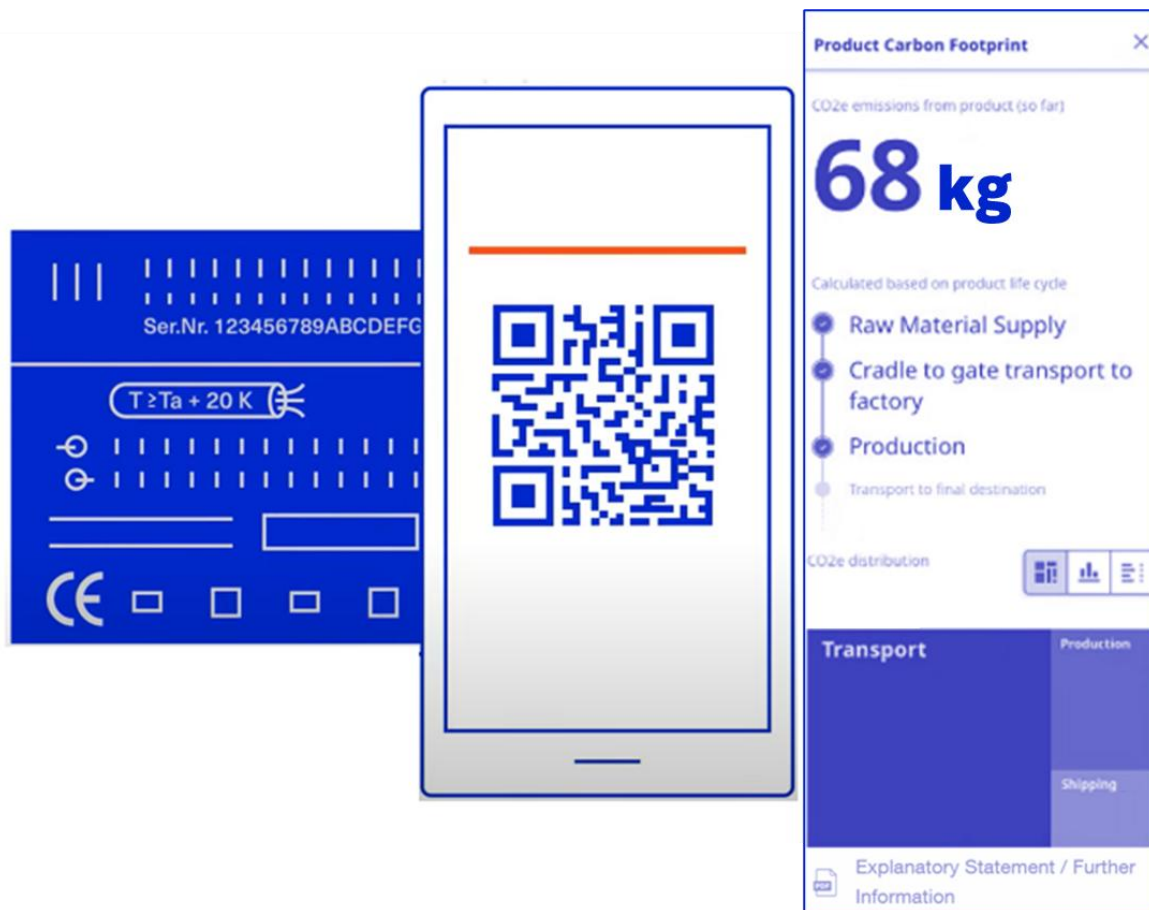 Ser.Nr. 123456789ABCDEFG
T ≥Ta + 20 K
CE
Product Carbon Footprint
CO2e emissions from product (so far)
68 kg
Calculated based on product life cycle
Raw Material Supply
Cradle to gate transport to
factory
Production
Transport to final destination
CO2e distribution
Transport
Production
Shipping
PDF
Explanatory Statement / Further
Information